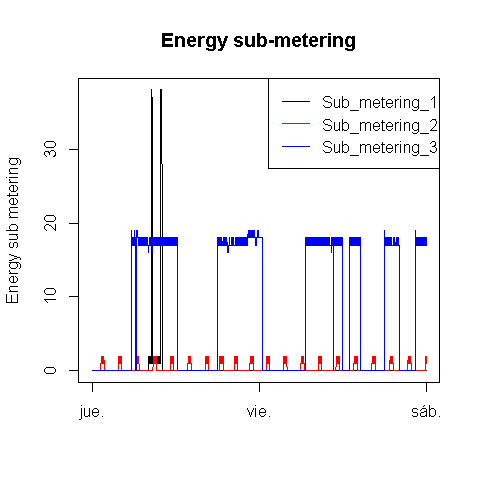 Energy sub-metering
Sub_metering_1
Sub_metering_2
Sub_metering_3
Energy sub metering
30
20
10
0
jue.
vie.
sáb.